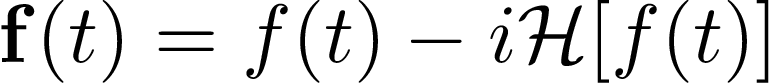 𝐟(t) = f(t) − iℋ[f(t)]